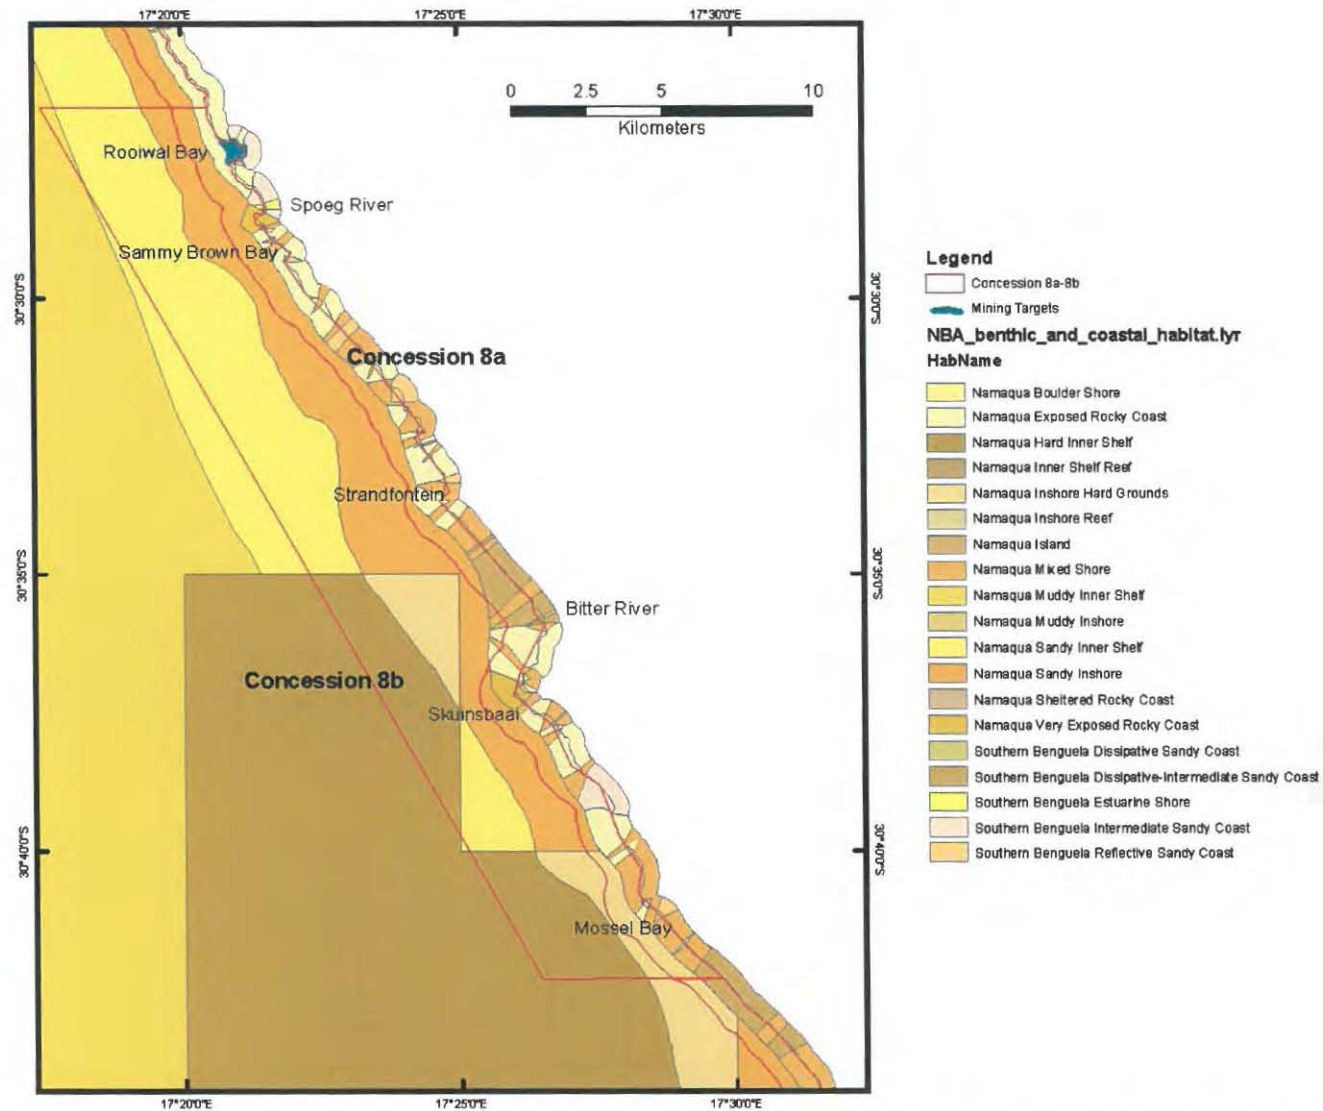 17°20'0"E 17°25'0"E 17°30'0"E
0 2.5 5 10
Kilometers
Rooiwal Bay
Spoeg River
Sammy Brown Bay
30°30'0"S 30°30'0"S
Concession 8a
Strandfontein
30°35'0"S 30°35'0"S
Bitter River
Concession 8b
Skuinsbaai
30°40'0"S 30°40'0"S
Mossel Bay
17°20'0"E 17°25'0"E 17°30'0"E
Legend
Concession 8a-8b
Mining Targets
NBA_benthic_and_coastal_habitat.lyr
HabName
Namaqua Boulder Shore
Namaqua Exposed Rocky Coast
Namaqua Hard Inner Shelf
Namaqua Inner Shelf Reef
Namaqua Inshore Hard Grounds
Namaqua Inshore Reef
Namaqua Island
Namaqua Mixed Shore
Namaqua Muddy Inner Shelf
Namaqua Muddy Inshore
Namaqua Sandy Inner Shelf
Namaqua Sandy Inshore
Namaqua Sheltered Rocky Coast
Namaqua Very Exposed Rocky Coast
Southern Benguela Dissipative Sandy Coast
Southern Benguela Dissipative-Intermediate Sandy Coast
Southern Benguela Estuarine Shore
Southern Benguela Intermediate Sandy Coast
Southern Benguela Reflective Sandy Coast